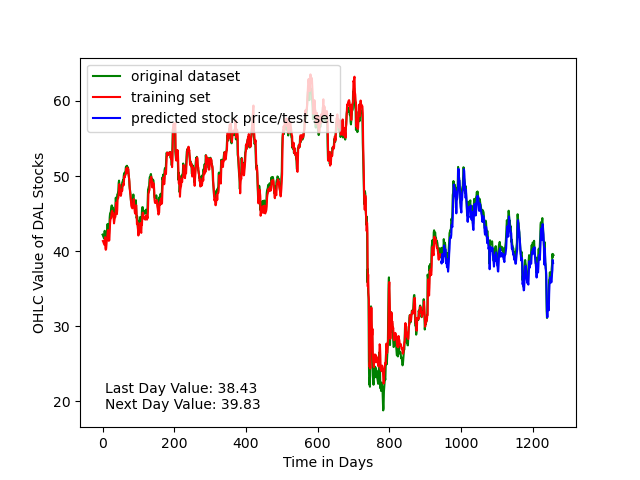 original dataset
training set
predicted stock price/test set
OHLC Value of DAL Stocks
60
50
40
30
20
Last Day Value: 38.43
Next Day Value: 39.83
0 200 400 600 800 1000 1200
Time in Days